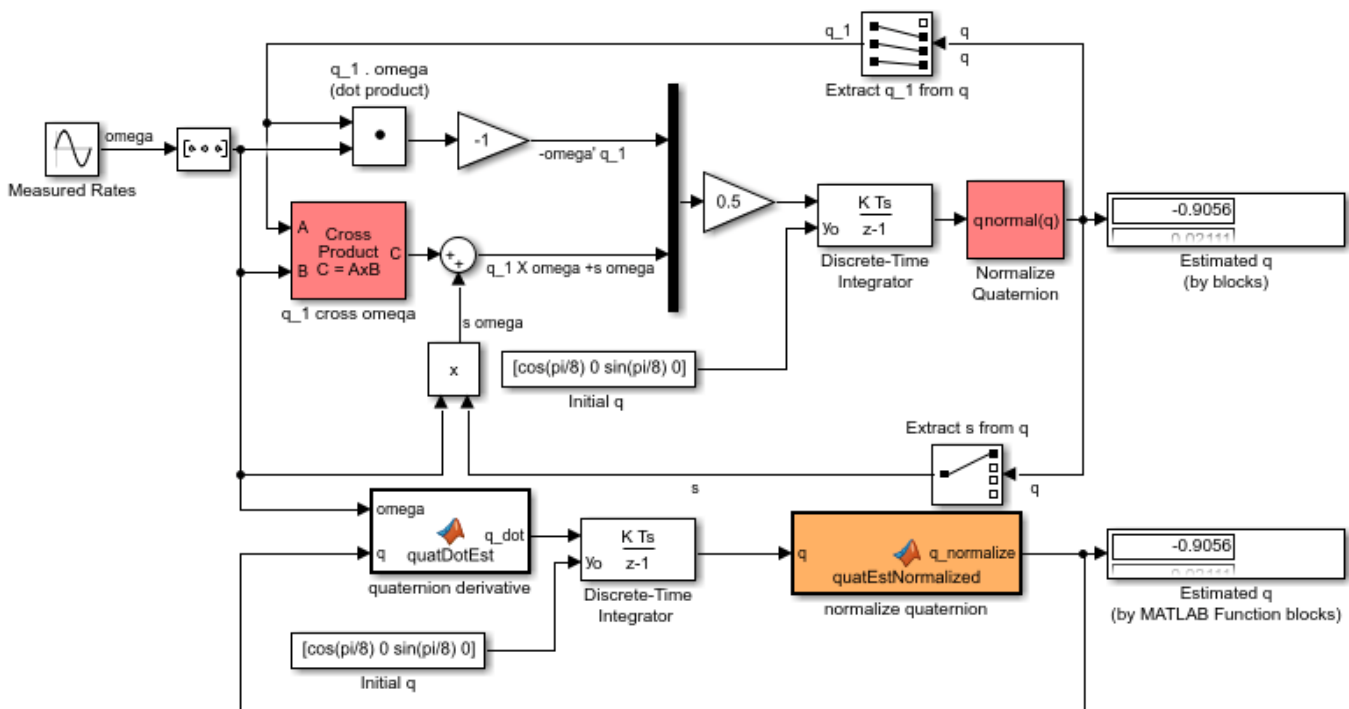 q_1
q
q
Extract q_1 from q
q_1 . omega
(dot product)
omega
Measured Rates
-1
-omega' q_1
A
B
Cross
Product
C = AxB
C
q_1 cross omeqa
+
+
q_1 X omega +s omega
s omega
x
0.5
K Ts
z-1
yo
Discrete-Time
Integrator
qnormal(q)
Normalize
Quaternion
-0.9056
0.02111
Estimated q
(by blocks)
[cos(pi/8) 0 sin(pi/8) 0]
Initial q
Extract s from q
s
q
omega
q
q_dot
quatDotEst
quaternion derivative
K Ts
z-1
yo
Discrete-Time
Integrator
[cos(pi/8) 0 sin(pi/8) 0]
Initial q
q
q_normalize
quatEstNormalized
normalize quaternion
-0.9056
Estimated q
(by MATLAB Function blocks)